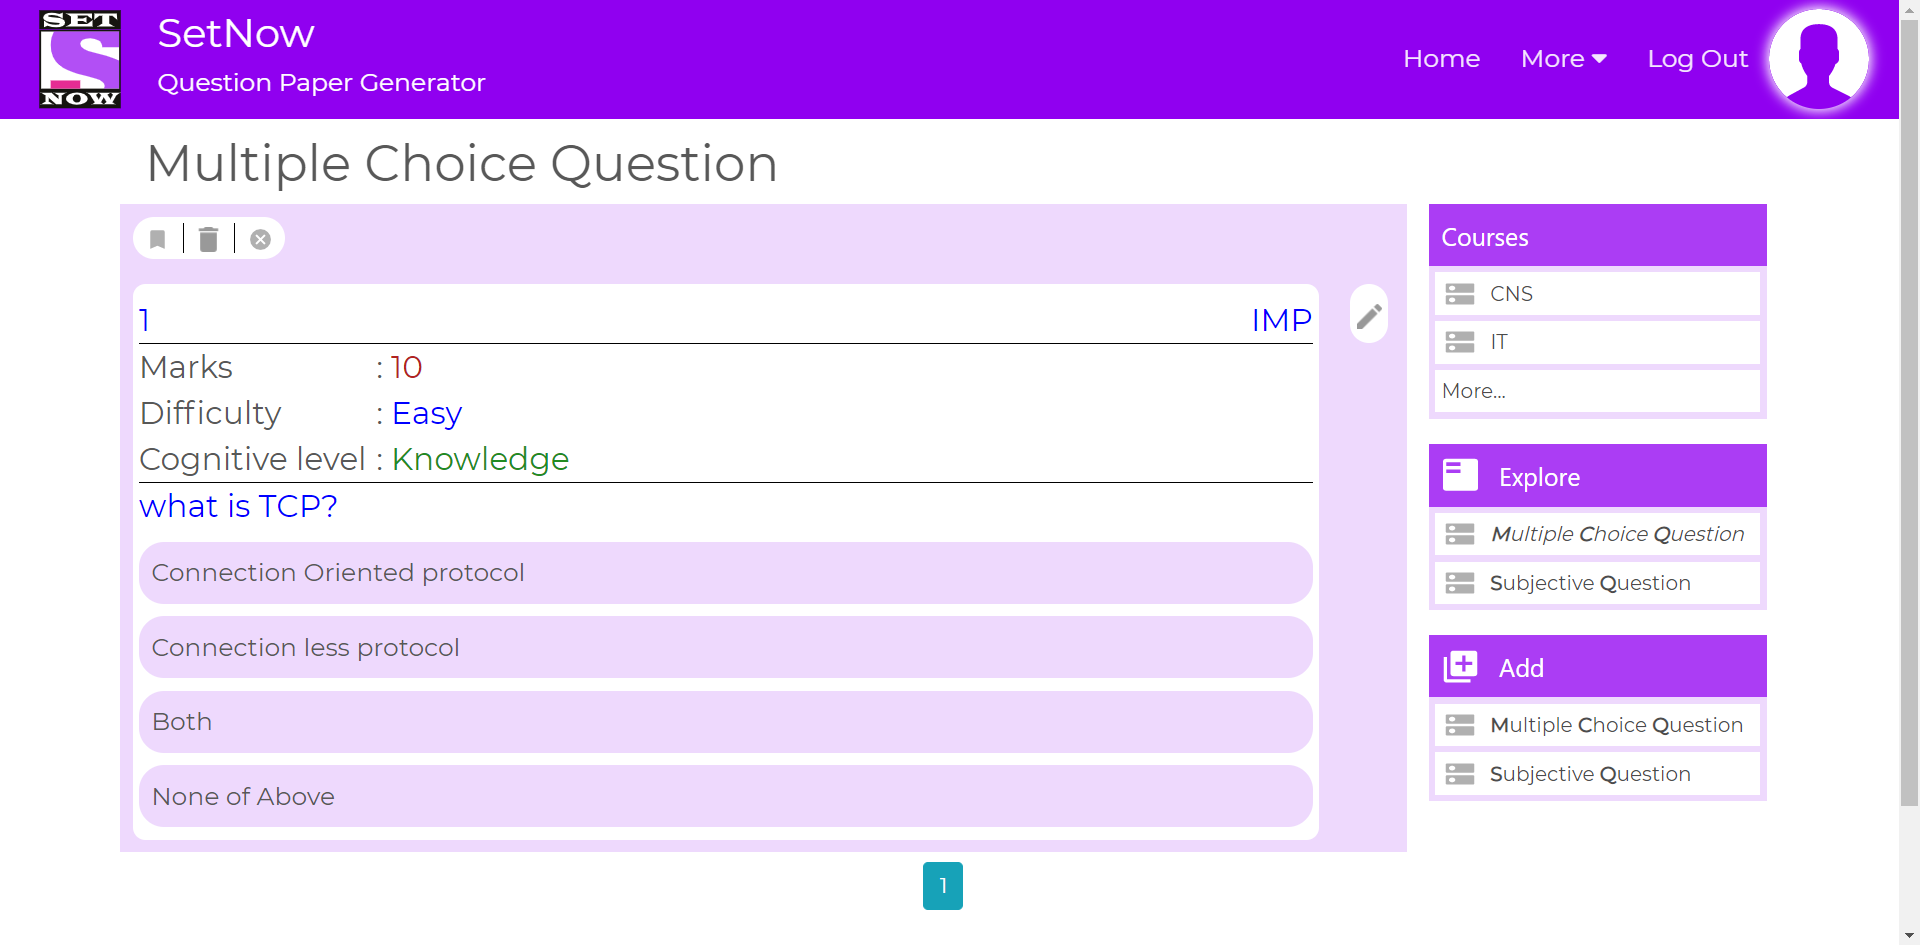 SET
NOW
SetNow
Question Paper Generator
Home
More
Log Out
Multiple Choice Question
1
IMP
Marks : 10
Difficulty : Easy
Cognitive level : Knowledge
what is TCP?
Connection Oriented protocol
Connection less protocol
Both
None of Above
1
Courses
CNS
IT
More...
Explore
Multiple Choice Question
Subjective Question
Add
Multiple Choice Question
Subjective Question